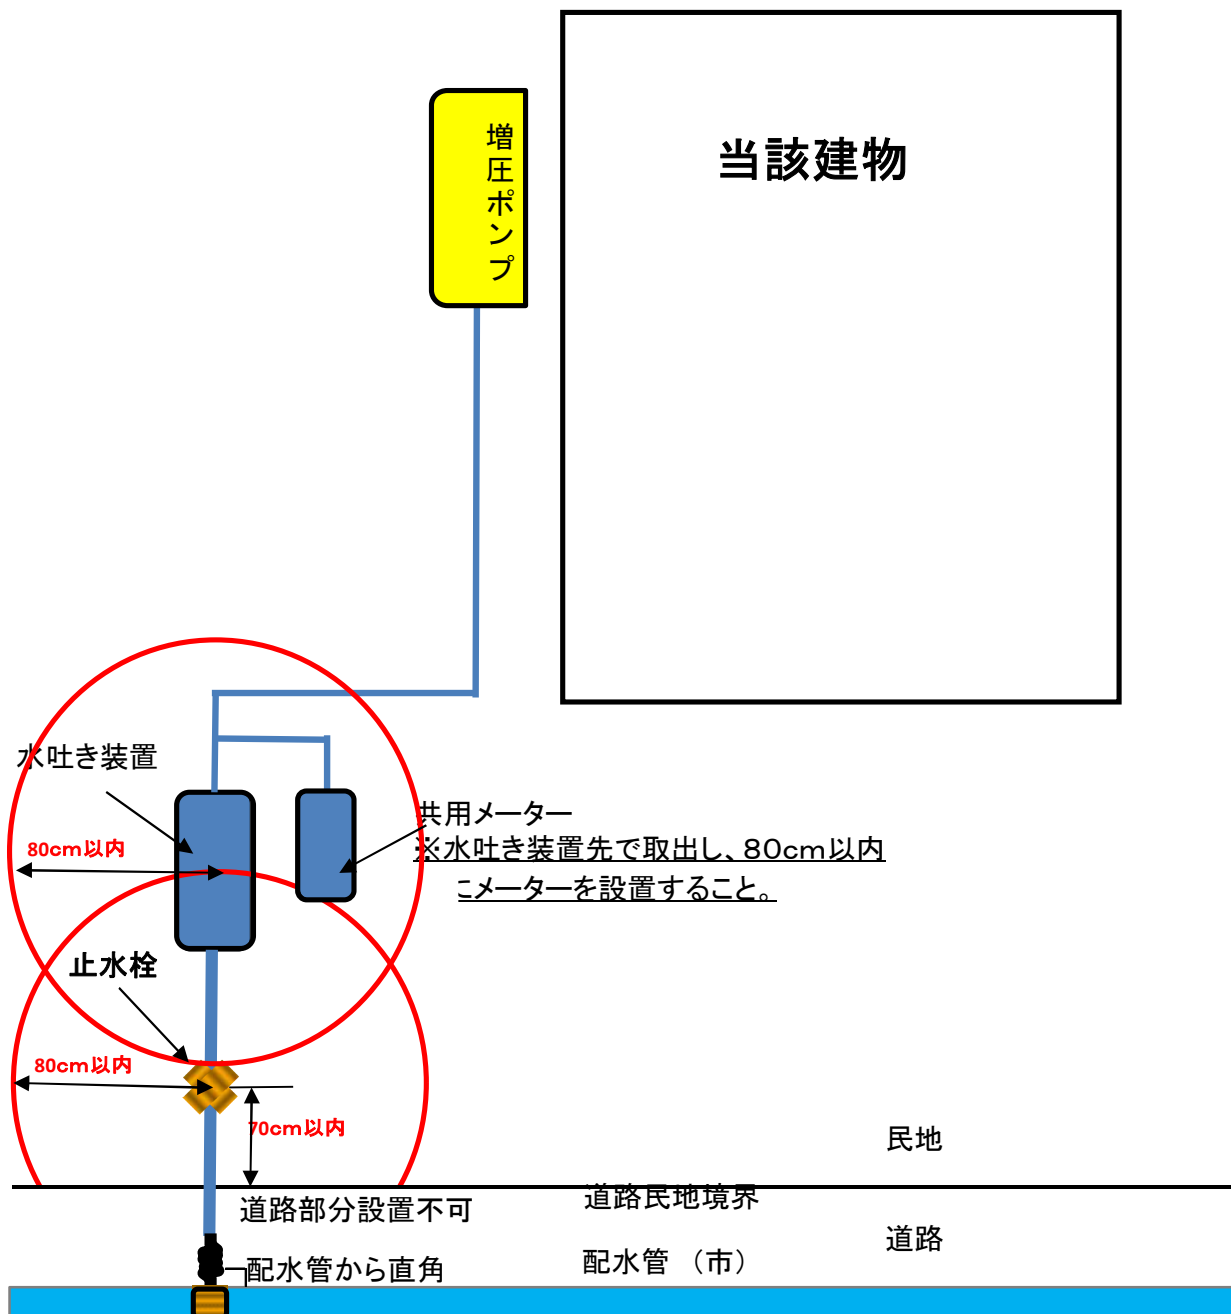 増圧ポンプ
当該建物
水吐き装置
80cm以内
共用メーター
※水吐き装置先で取出し、80cm以内
にメーターを設置すること。
止水栓
80cm以内
70cm以内
民地
道路部分設置不可
道路民地境界
道路
配水管から直角
配水管 （市）